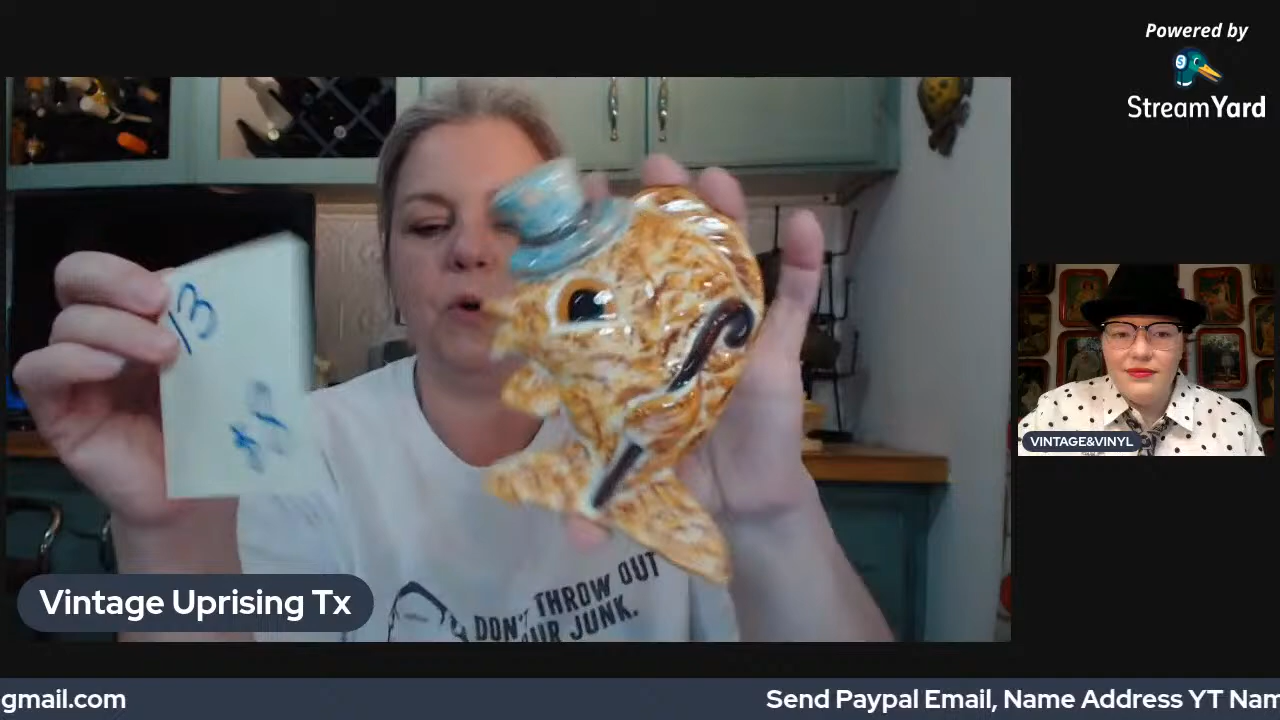 Powered by
StreamYard
13
DON'T THROW OUT
UR JUNK.
VINTAGE&VINYL
Vintage Uprising Tx
gmail.com
Send Paypal Email, Name Address YT Nam